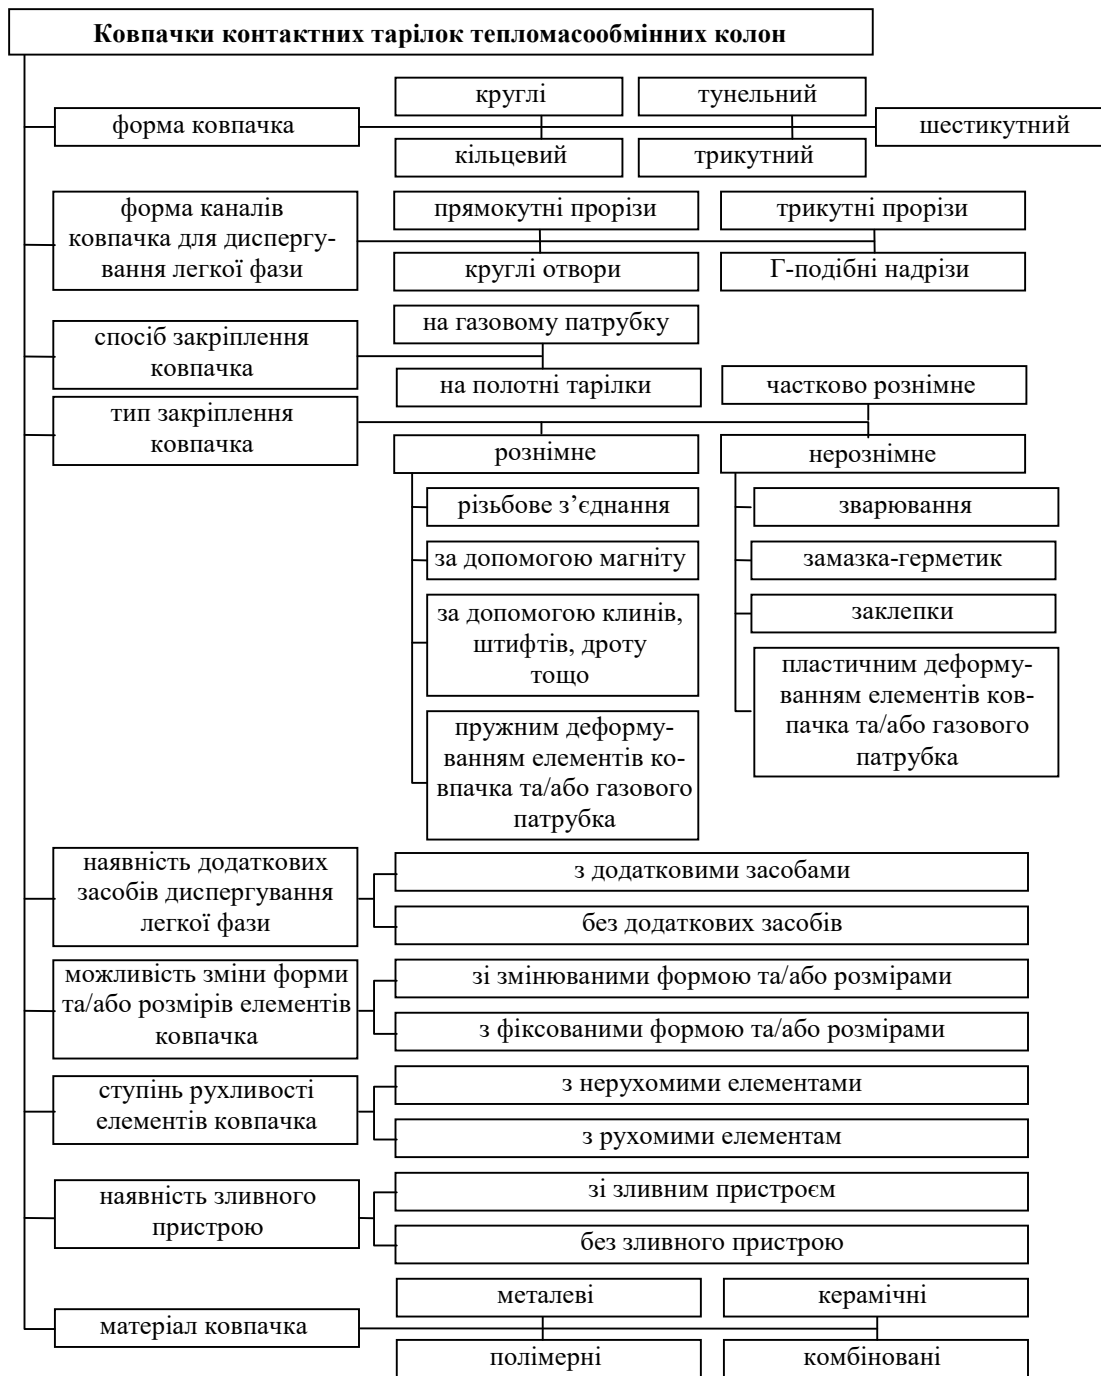 Ковпачки контактних тарілок тепломасообмінних колон
форма ковпачка
круглі
тунельний
шестикутний
кільцевий
трикутний
форма каналів
ковпачка для диспергу-
вання легкої фази
прямокутні прорізи
трикутні прорізи
круглі отвори
Г-подібні надрізи
спосіб закріплення
ковпачка
на газовому патрубку
на полотні тарілки
тип закріплення
ковпачка
частково рознімне
рознімне
різьбове з’єднання
за допомогою магніту
за допомогою клинів,
штифтів, дроту
тощо
пружним деформу-
ванням елементів ко-
впачка та/або газового
патрубка
нерознімне
зварювання
замазка-герметик
заклепки
пластичним деформу-
ванням елементів ков-
пачка та/або газового
патрубка
наявність додаткових
засобів диспергування
легкої фази
з додатковими засобами
без додаткових засобів
можливість зміни форми
та/або розмірів елементів
ковпачка
зі змінюваними формою та/або розмірами
з фіксованими формою та/або розмірами
ступінь рухливості
елементів ковпачка
з нерухомими елементами
з рухомими елементам
наявність зливного
пристрою
зі зливним пристроєм
без зливного пристрою
матеріал ковпачка
металеві
керамічні
полімерні
комбіновані